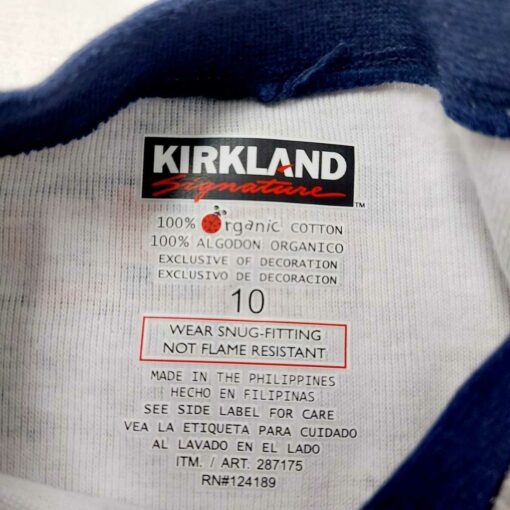 KIRKLAND
Signature™
100% organic COTTON
100% ALGODON ORGANICO
EXCLUSIVE OF DECORATION
EXCLUSIVO DE DECORACION
10
WEAR SNUG-FITTING
NOT FLAME RESISTANT
MADE IN THE PHILIPPINES
HECHO EN FILIPINAS
SEE SIDE LABEL FOR CARE
VEA LA ETIQUETA PARA CUIDADO
AL LAVADO EN EL LADO
ITM. / ART. 287175
RN#124189